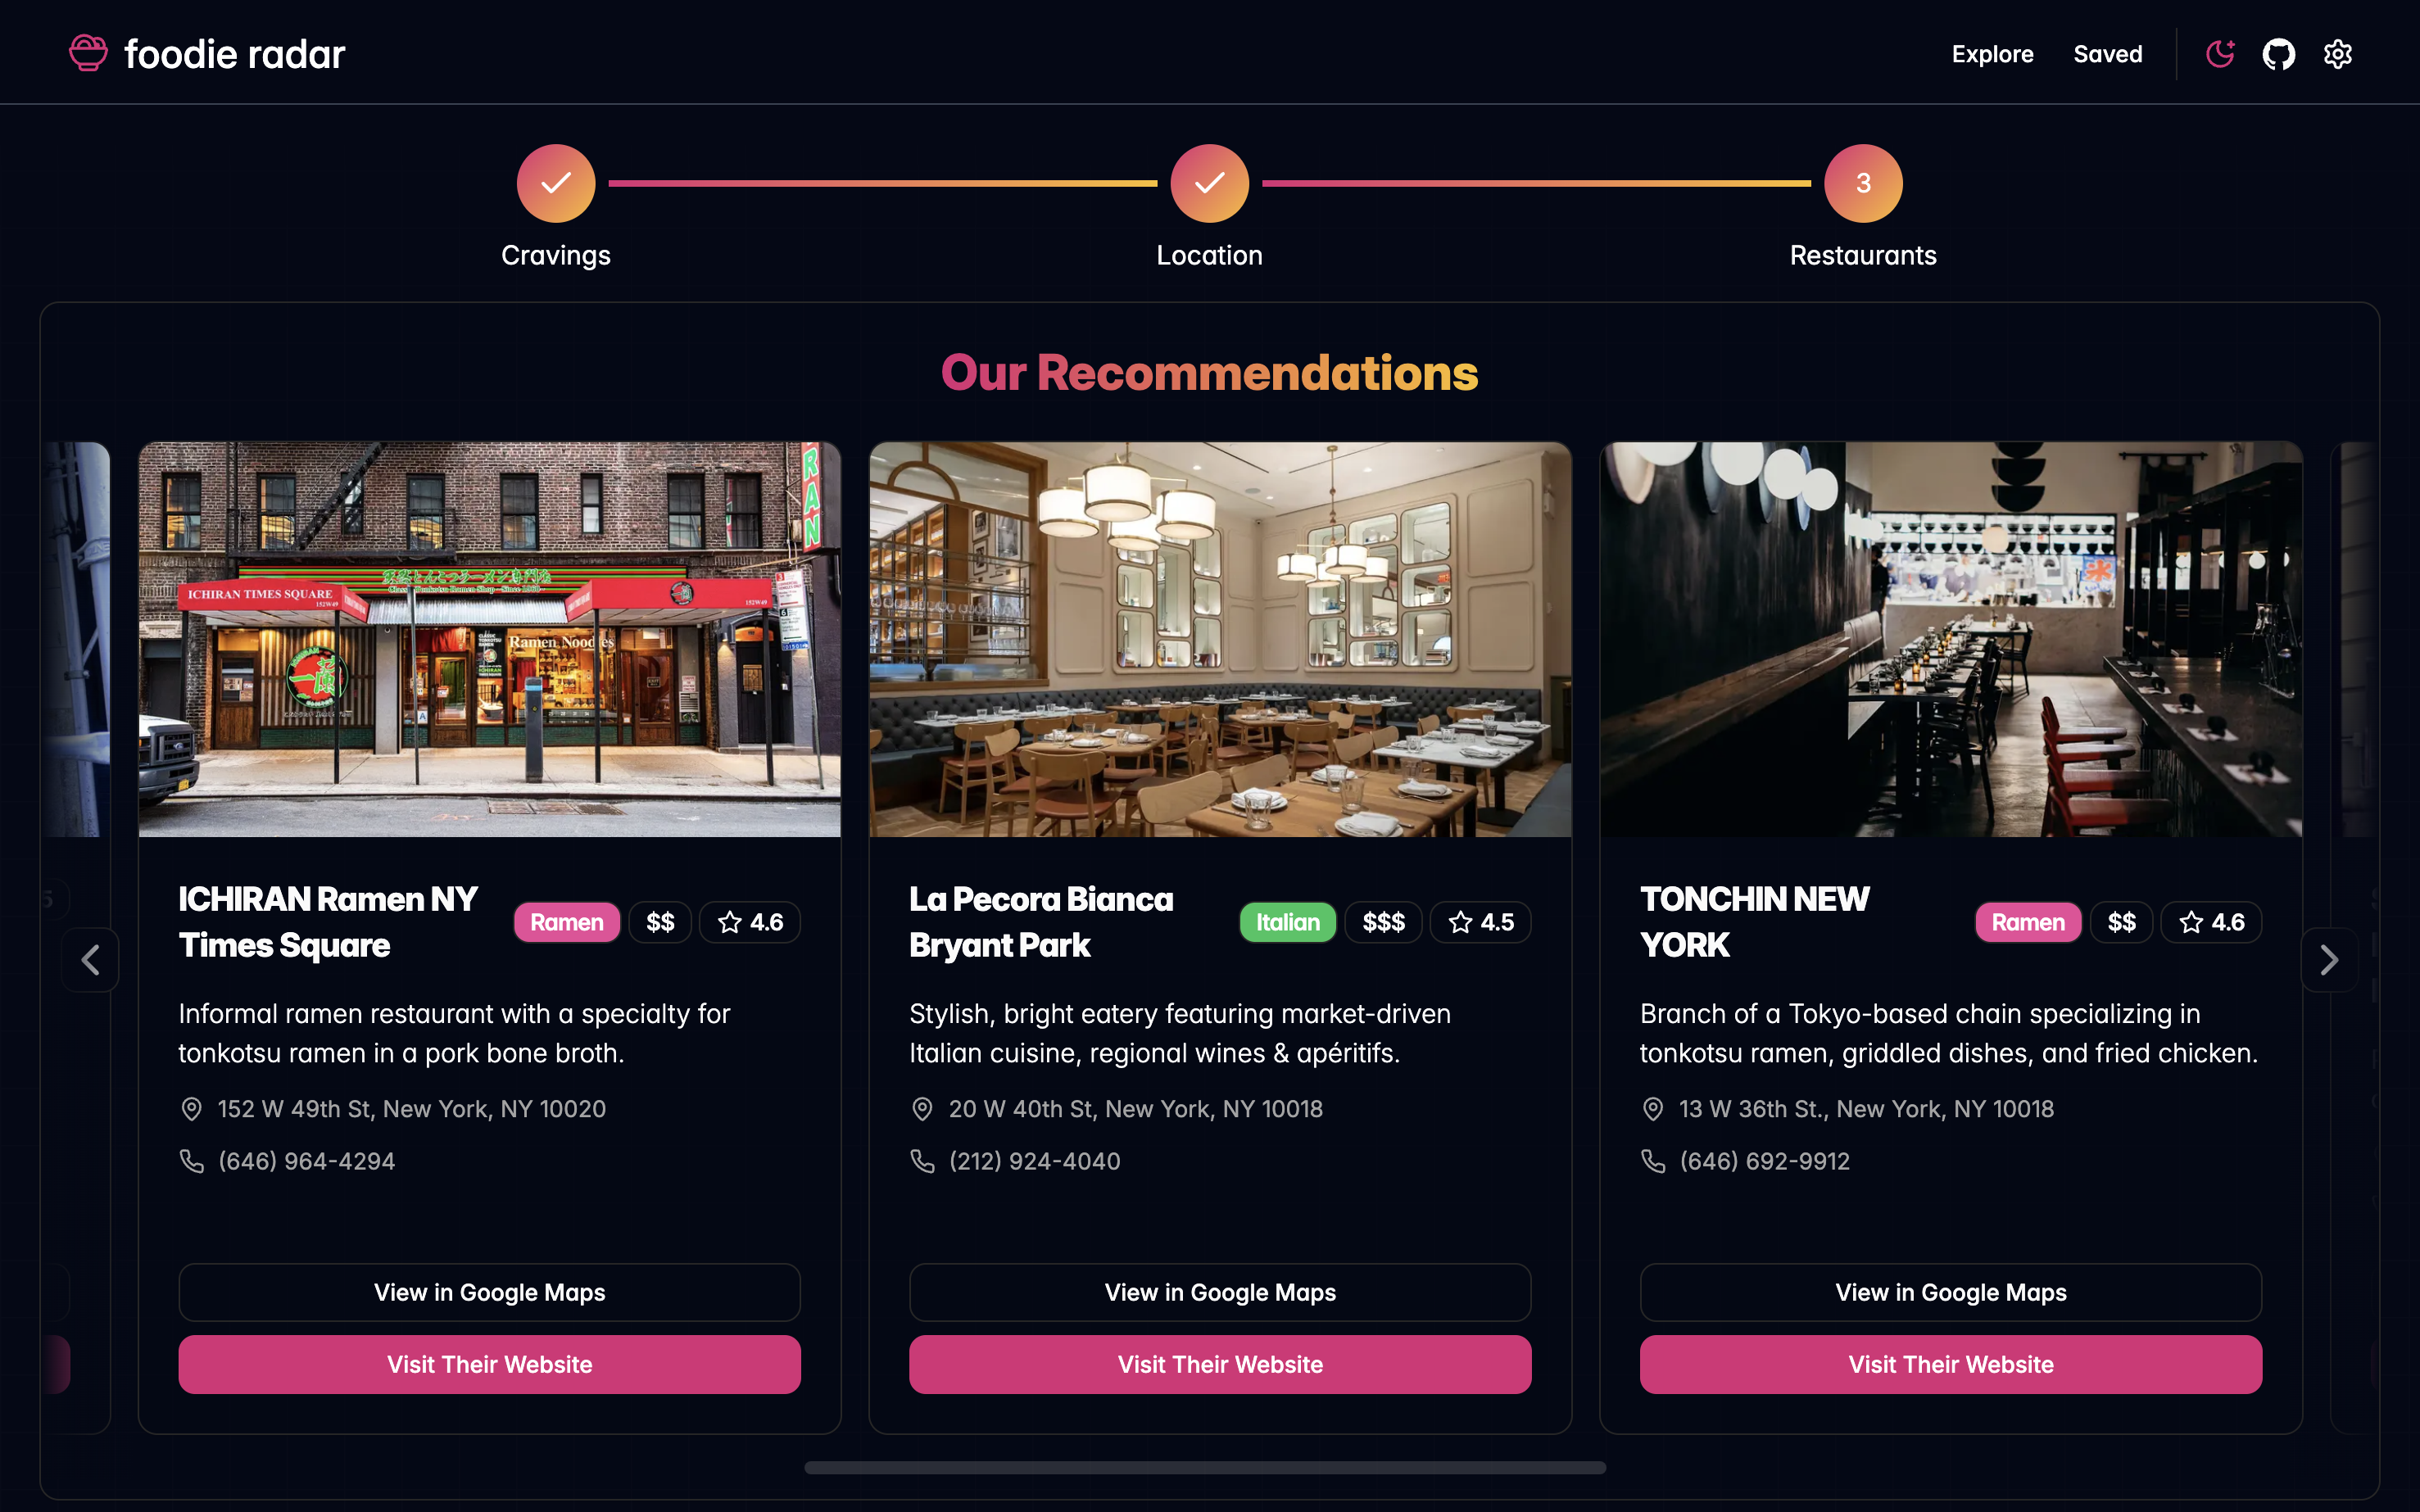 foodie radar
Explore
Saved
3
Cravings
Location
Restaurants
Our Recommendations
RAN
ICHIRAN TIMES SQUARE
152W49
152W49
Ramen Noodles
ICHIRAN Ramen NY
Times Square
Ramen
$$
4.6
Informal ramen restaurant with a specialty for
tonkotsu ramen in a pork bone broth.
152 W 49th St, New York, NY 10020
(646) 964-4294
View in Google Maps
Visit Their Website
La Pecora Bianca
Bryant Park
Italian
$$$
4.5
Stylish, bright eatery featuring market-driven
Italian cuisine, regional wines & apéritifs.
20 W 40th St, New York, NY 10018
(212) 924-4040
View in Google Maps
Visit Their Website
TONCHIN NEW
YORK
Ramen
$$
4.6
Branch of a Tokyo-based chain specializing in
tonkotsu ramen, griddled dishes, and fried chicken.
13 W 36th St., New York, NY 10018
(646) 692-9912
View in Google Maps
Visit Their Website